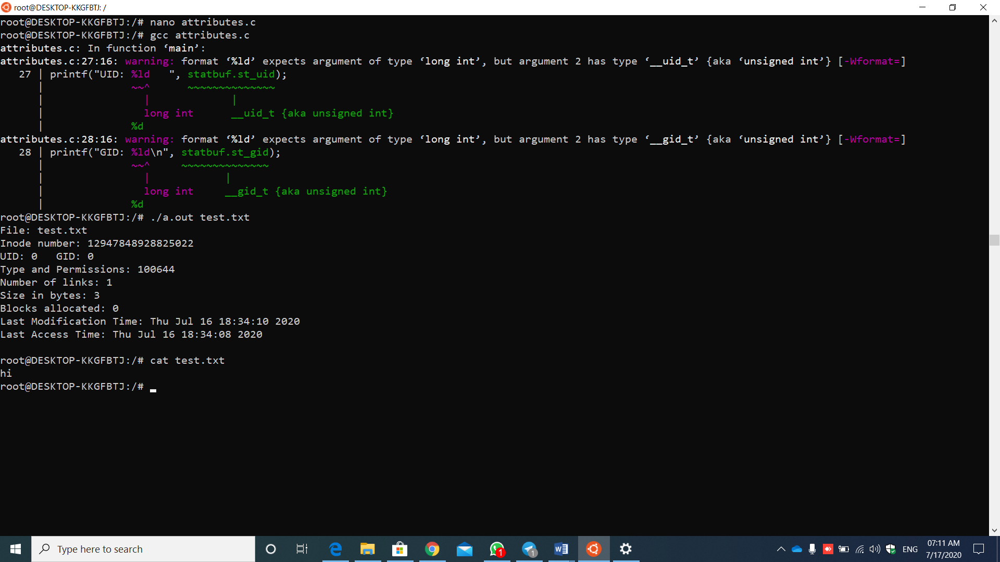 root@DESKTOP-KKGFBTJ: /
root@DESKTOP-KKGFBTJ:/# nano attributes.c
root@DESKTOP-KKGFBTJ:/# gcc attributes.c
attributes.c: In function ‘main’:
attributes.c:27:16: warning: format ‘%ld’ expects argument of type ‘long int’, but argument 2 has type ‘__uid_t’ {aka ‘unsigned int’} [-Wformat=]
   27 | printf("UID: %ld   ", statbuf.st_uid);
      |              ~~^      ~~~~~~~~~~~~~~
      |                |             |
      |                long int      __uid_t {aka unsigned int}
      |              %d
attributes.c:28:16: warning: format ‘%ld’ expects argument of type ‘long int’, but argument 2 has type ‘__gid_t’ {aka ‘unsigned int’} [-Wformat=]
   28 | printf("GID: %ld\n", statbuf.st_gid);
      |              ~~^     ~~~~~~~~~~~~~~
      |                |            |
      |                long int     __gid_t {aka unsigned int}
      |              %d
root@DESKTOP-KKGFBTJ:/# ./a.out test.txt
File: test.txt
Inode number: 12947848928825022
UID: 0   GID: 0
Type and Permissions: 100644
Number of links: 1
Size in bytes: 3
Blocks allocated: 0
Last Modification Time: Thu Jul 16 18:34:10 2020
Last Access Time: Thu Jul 16 18:34:08 2020
root@DESKTOP-KKGFBTJ:/# cat test.txt
hi
root@DESKTOP-KKGFBTJ:/#
Type here to search
1
1
ENG
07:11 AM
7/17/2020